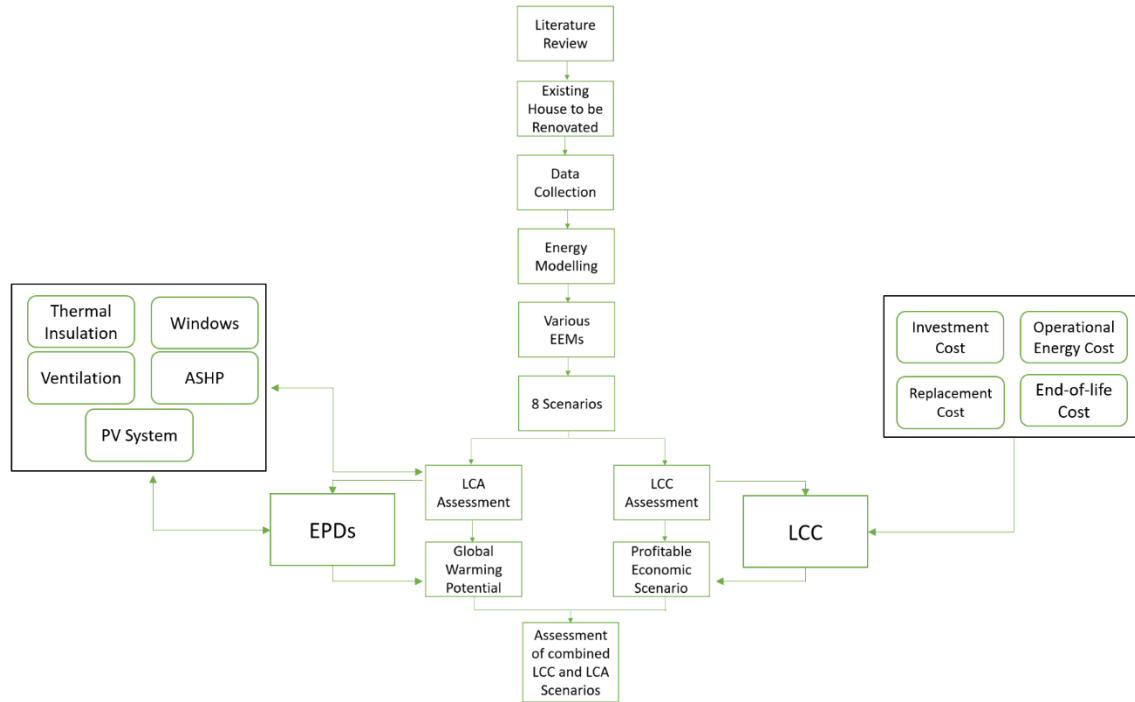 Literature
Review
Existing
House to be
Renovated
Data
Collection
Energy
Modelling
Various
EEMs
8 Scenarios
Thermal
Insulation
Windows
Ventilation
ASHP
PV System
Investment
Cost
Operational
Energy Cost
Replacement
Cost
End-of-life
Cost
LCA
Assessment
LCC
Assessment
EPDs
LCC
Global
Warming
Potential
Profitable
Economic
Scenario
Assessment
of combined
LCC and LCA
Scenarios